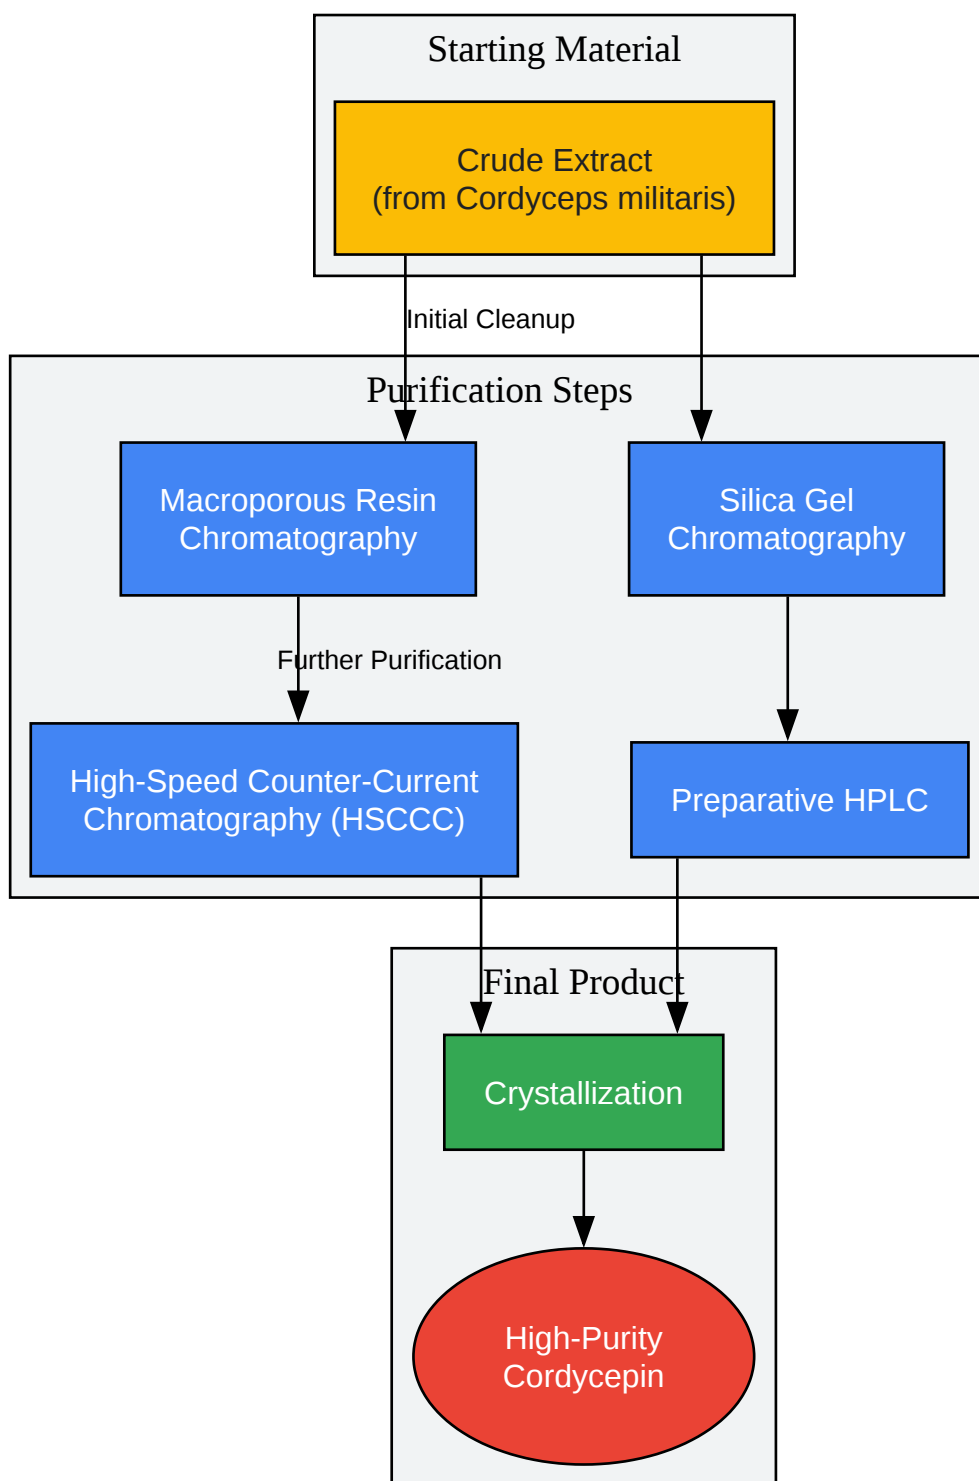 Starting Material
Crude Extract
(from Cordyceps militaris)
Initial Cleanup
Purification Steps
Macroporous Resin
Chromatography
Silica Gel
Chromatography
Further Purification
High-Speed Counter-Current
Chromatography (HSCCC)
Preparative HPLC
Final Product
Crystallization
High-Purity
Cordycepin